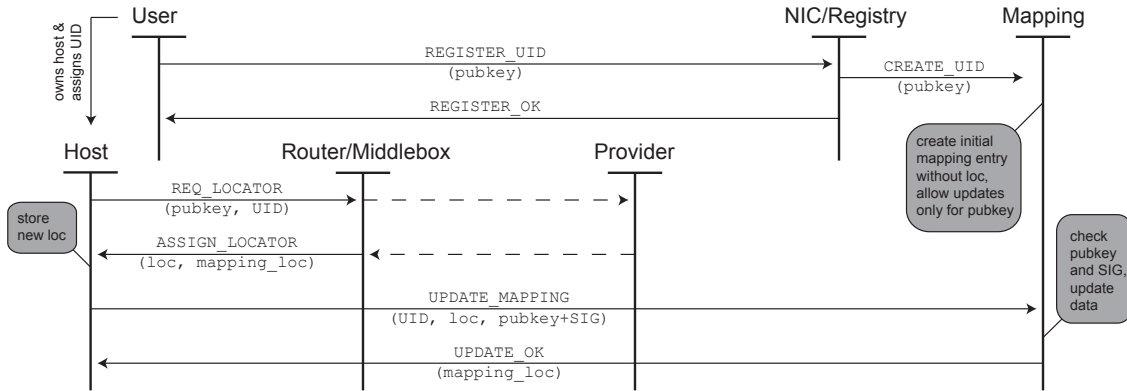 User
NIC/Registry
Mapping
owns host &
assigns UID
REGISTER_UID
(pubkey)
CREATE_UID
(pubkey)
REGISTER_OK
create initial
mapping entry
without loc,
allow updates
only for pubkey
Host
Router/Middlebox
Provider
REQ_LOCATOR
(pubkey, UID)
store
new loc
ASSIGN_LOCATOR
(loc, mapping_loc)
check
pubkey
and SIG,
update
data
UPDATE_MAPPING
(UID, loc, pubkey+SIG)
UPDATE_OK
(mapping_loc)